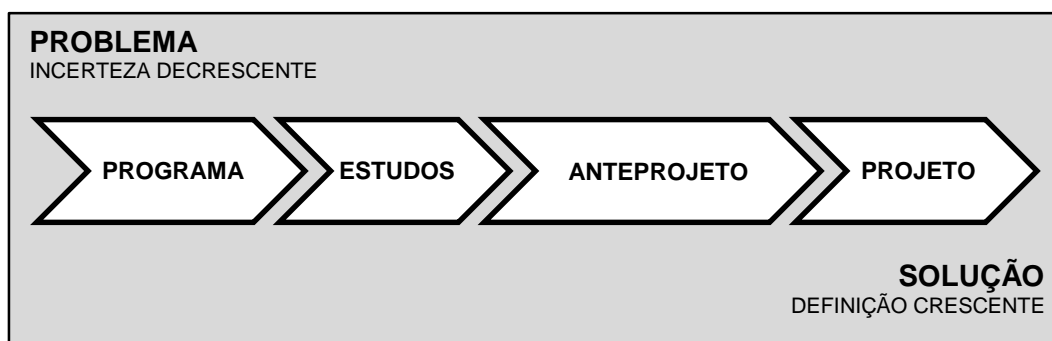 PROBLEMA
INCERTEZA DECRESCENTE
PROGRAMA
ESTUDOS
ANTEPROJETO
PROJETO
SOLUÇÃO
DEFINIÇÃO CRESCENTE